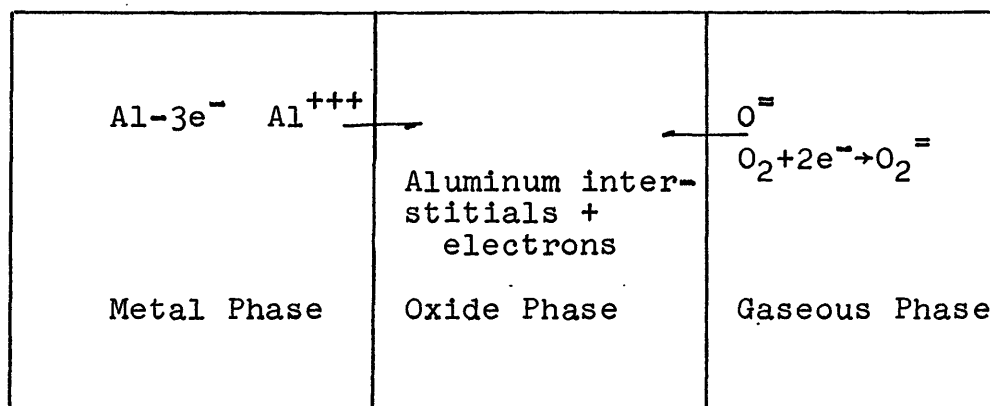 Al-3e⁻ Al⁺⁺⁺
O⁼
O₂+2e⁻→O₂⁼
Aluminum inter-
stitials +
electrons
Metal Phase
Oxide Phase
Gaseous Phase